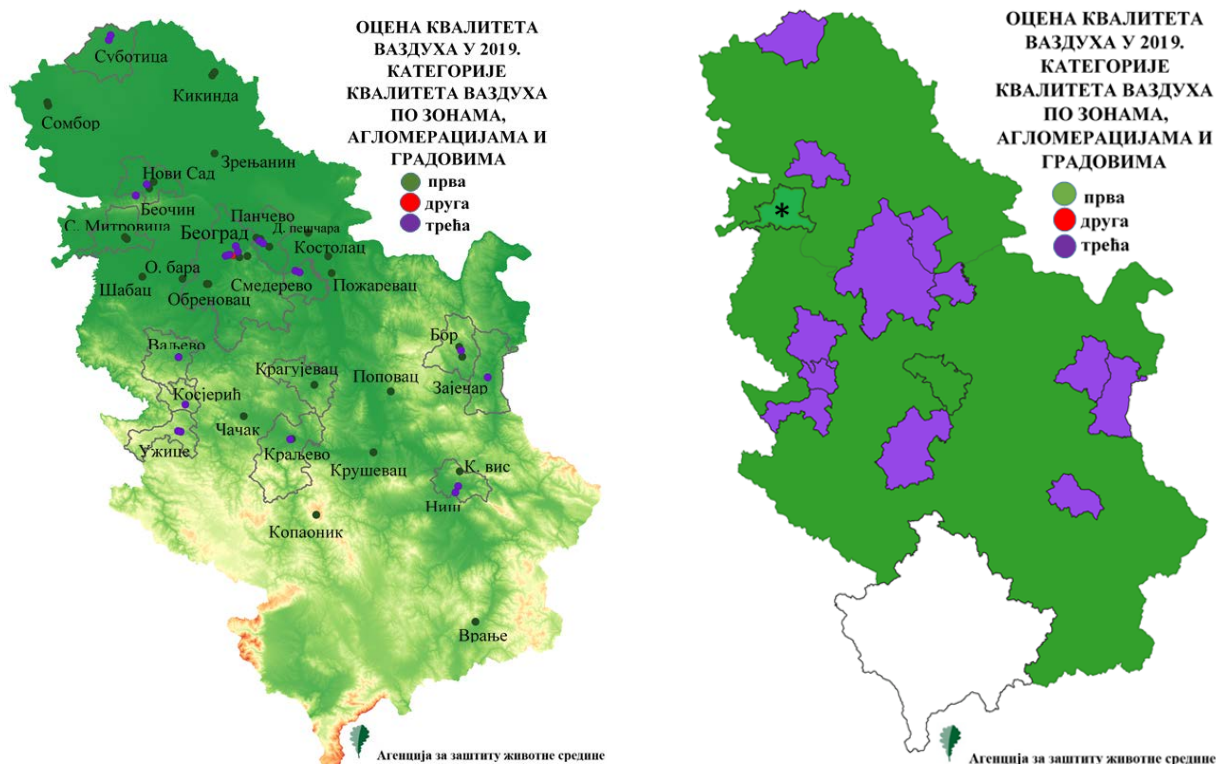 ОЦЕНА КВАЛИТЕТА
ВАЗДУХА У 2019.
КАТЕГОРИЈЕ
КВАЛИТЕТА ВАЗДУХА
ПО ЗОНАМА,
АГЛОМЕРАЦИЈАМА И
ГРАДОВИМА
прва
друга
трећа
Суботица
Кикинда
Сомбор
Зрењанин
Нови Сад
Беочин
С. Митровица
Панчево
Београд
Д. пешчара
Костолац
О. бара
Шабац
Обреновац
Смедерево
Пожаревац
Ваљево
Бор
Крагујевац
Поповац
Зајечар
Косјерић
Чачак
Ужице
Краљево
Крушевац
К. вис
Ниш
Копаоник
Врање
Агенција за заштиту животне средине
ОЦЕНА КВАЛИТЕТА
ВАЗДУХА У 2019.
КАТЕГОРИЈЕ
КВАЛИТЕТА ВАЗДУХА
ПО ЗОНАМА,
АГЛОМЕРАЦИЈАМА И
ГРАДОВИМА
прва
друга
трећа
*
Агенција за заштиту животне средине